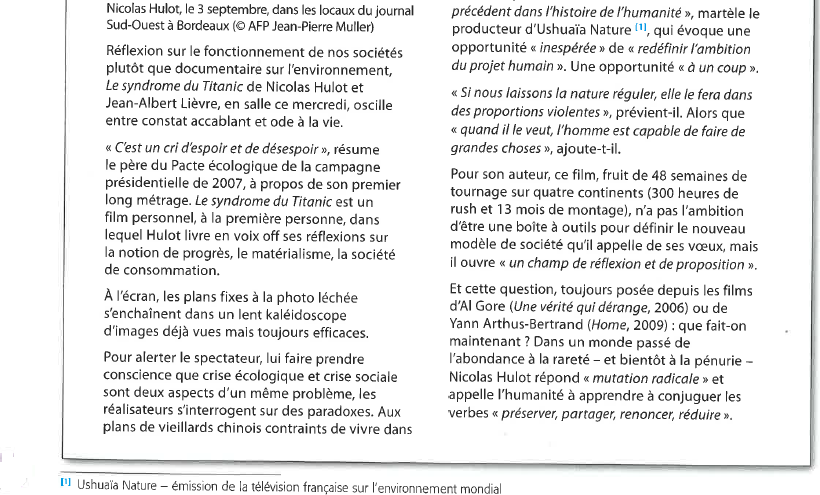 Nicolas Hulot, le 3 septembre, dans les locaux du journal
Sud-Ouest à Bordeaux (© AFP Jean-Pierre Muller)
Réflexion sur le fonctionnement de nos sociétés
plutôt que documentaire sur l'environnement,
Le syndrome du Titanic de Nicolas Hulot et
Jean-Albert Lièvre, en salle ce mercredi, oscille
entre constat accablant et ode à la vie.
« C'est un cri d'espoir et de désespoir », résume
le père du Pacte écologique de la campagne
présidentielle de 2007, à propos de son premier
long métrage. Le syndrome du Titanic est un
film personnel, à la première personne, dans
lequel Hulot livre en voix off ses réflexions sur
la notion de progrès, le matérialisme, la société
de consommation.
À l'écran, les plans fixes à la photo léchée
s'enchaînent dans un lent kaléidoscope
d'images déjà vues mais toujours efficaces.
Pour alerter le spectateur, lui faire prendre
conscience que crise écologique et crise sociale
sont deux aspects d'un même problème, les
réalisateurs s'interrogent sur des paradoxes. Aux
plans de vieillards chinois contraints de vivre dans
précédent dans l'histoire de l'humanité », martèle le
producteur d'Ushuaïa Nature [1], qui évoque une
opportunité « inespérée » de « redéfinir l'ambition
du projet humain ». Une opportunité « à un coup ».
« Si nous laissons la nature réguler, elle le fera dans
des proportions violentes », prévient-il. Alors que
« quand il le veut, l'homme est capable de faire de
grandes choses », ajoute-t-il.
Pour son auteur, ce film, fruit de 48 semaines de
tournage sur quatre continents (300 heures de
rush et 13 mois de montage), n'a pas l'ambition
d'être une boîte à outils pour définir le nouveau
modèle de société qu'il appelle de ses vœux, mais
il ouvre « un champ de réflexion et de proposition ».
Et cette question, toujours posée depuis les films
d'Al Gore (Une vérité qui dérange, 2006) ou de
Yann Arthus-Bertrand (Home, 2009) : que fait-on
maintenant ? Dans un monde passé de
l'abondance à la rareté – et bientôt à la pénurie –
Nicolas Hulot répond « mutation radicale » et
appelle l'humanité à apprendre à conjuguer les
verbes « préserver, partager, renoncer, réduire ».
[1] Ushuaïa Nature – émission de la télévision française sur l'environnement mondial